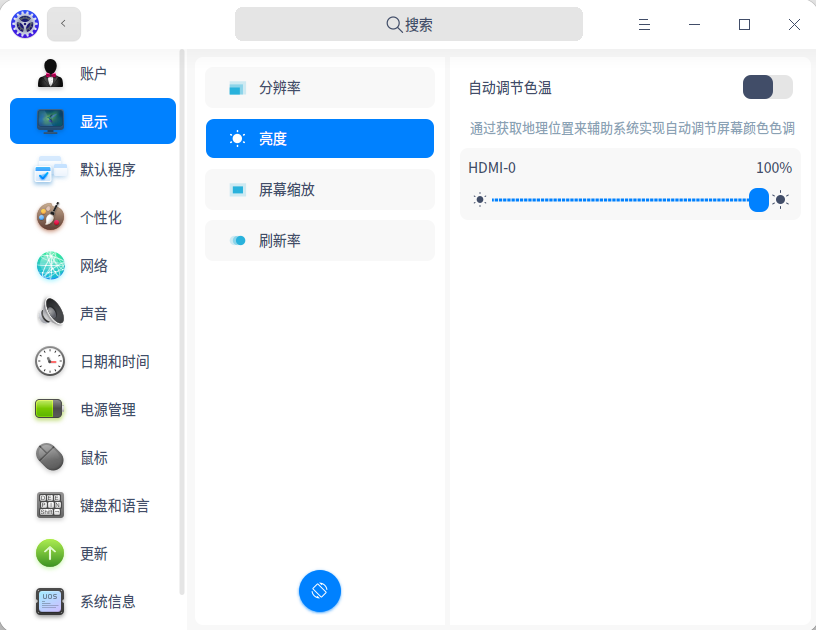 搜索
账户
显示
默认程序
个性化
网络
声音
日期和时间
电源管理
鼠标
键盘和语言
更新
UOS
系统信息
分辨率
亮度
屏幕缩放
刷新率
自动调节色温
通过获取地理位置来辅助系统实现自动调节屏幕颜色色调
HDMI-0
100%